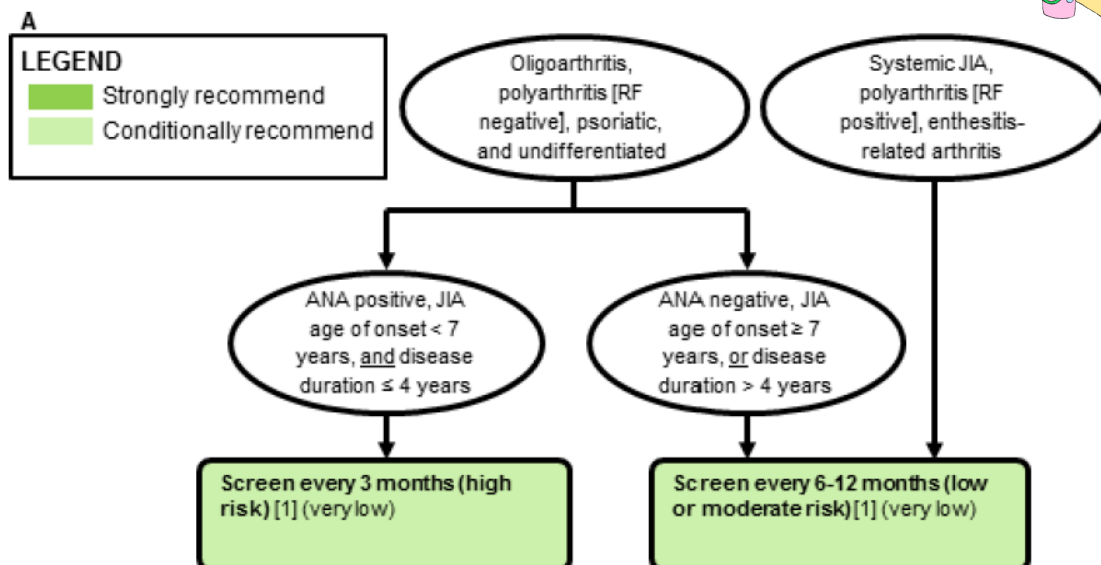 A
LEGEND
Strongly recommend
Conditionally recommend
Oligoarthritis,
polyarthritis [RF
negative], psoriatic,
and undifferentiated
Systemic JIA,
polyarthritis [RF
positive], enthesitis-
related arthritis
ANA positive, JIA
age of onset < 7
years, and disease
duration ≤ 4 years
ANA negative, JIA
age of onset ≥ 7
years, or disease
duration > 4 years
Screen every 3 months (high
risk) [1] (very low)
Screen every 6-12 months (low
or moderate risk) [1] (very low)